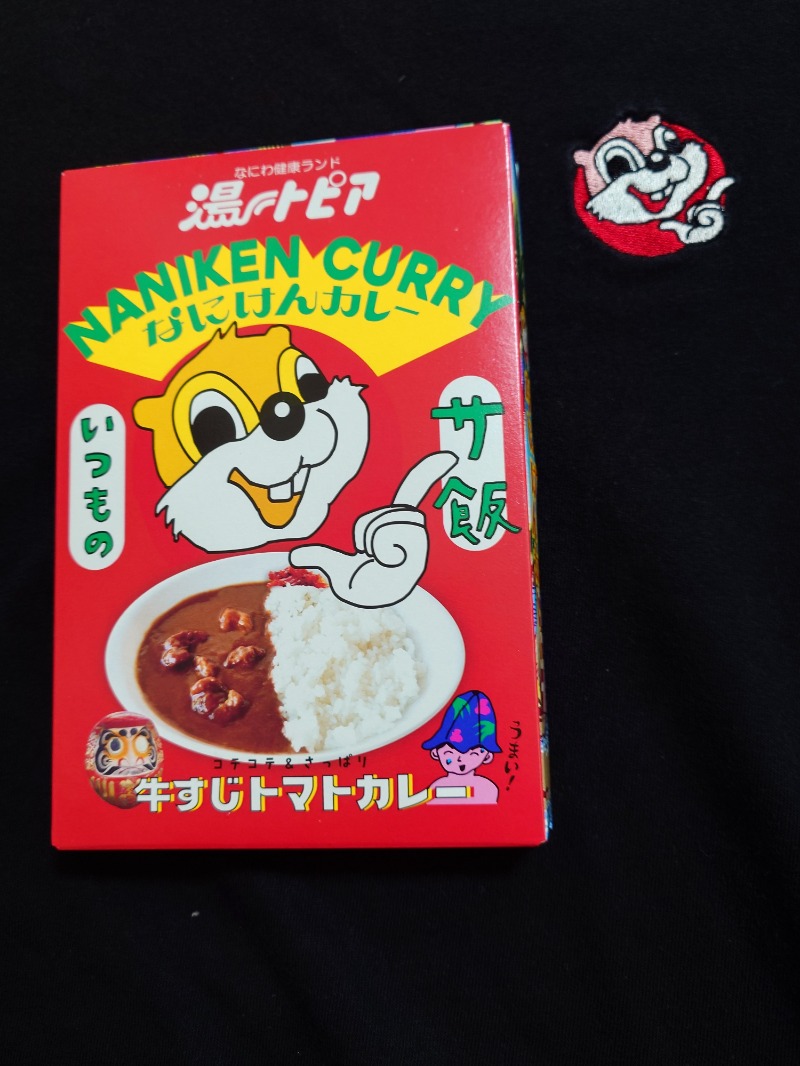 なにわ健康ランド
湯〜トピア
NANIKEN CURRY
なにけんカレー
いつもの
サ飯
コテコテ&さっぱり
牛すじトマトカレー
うまい!